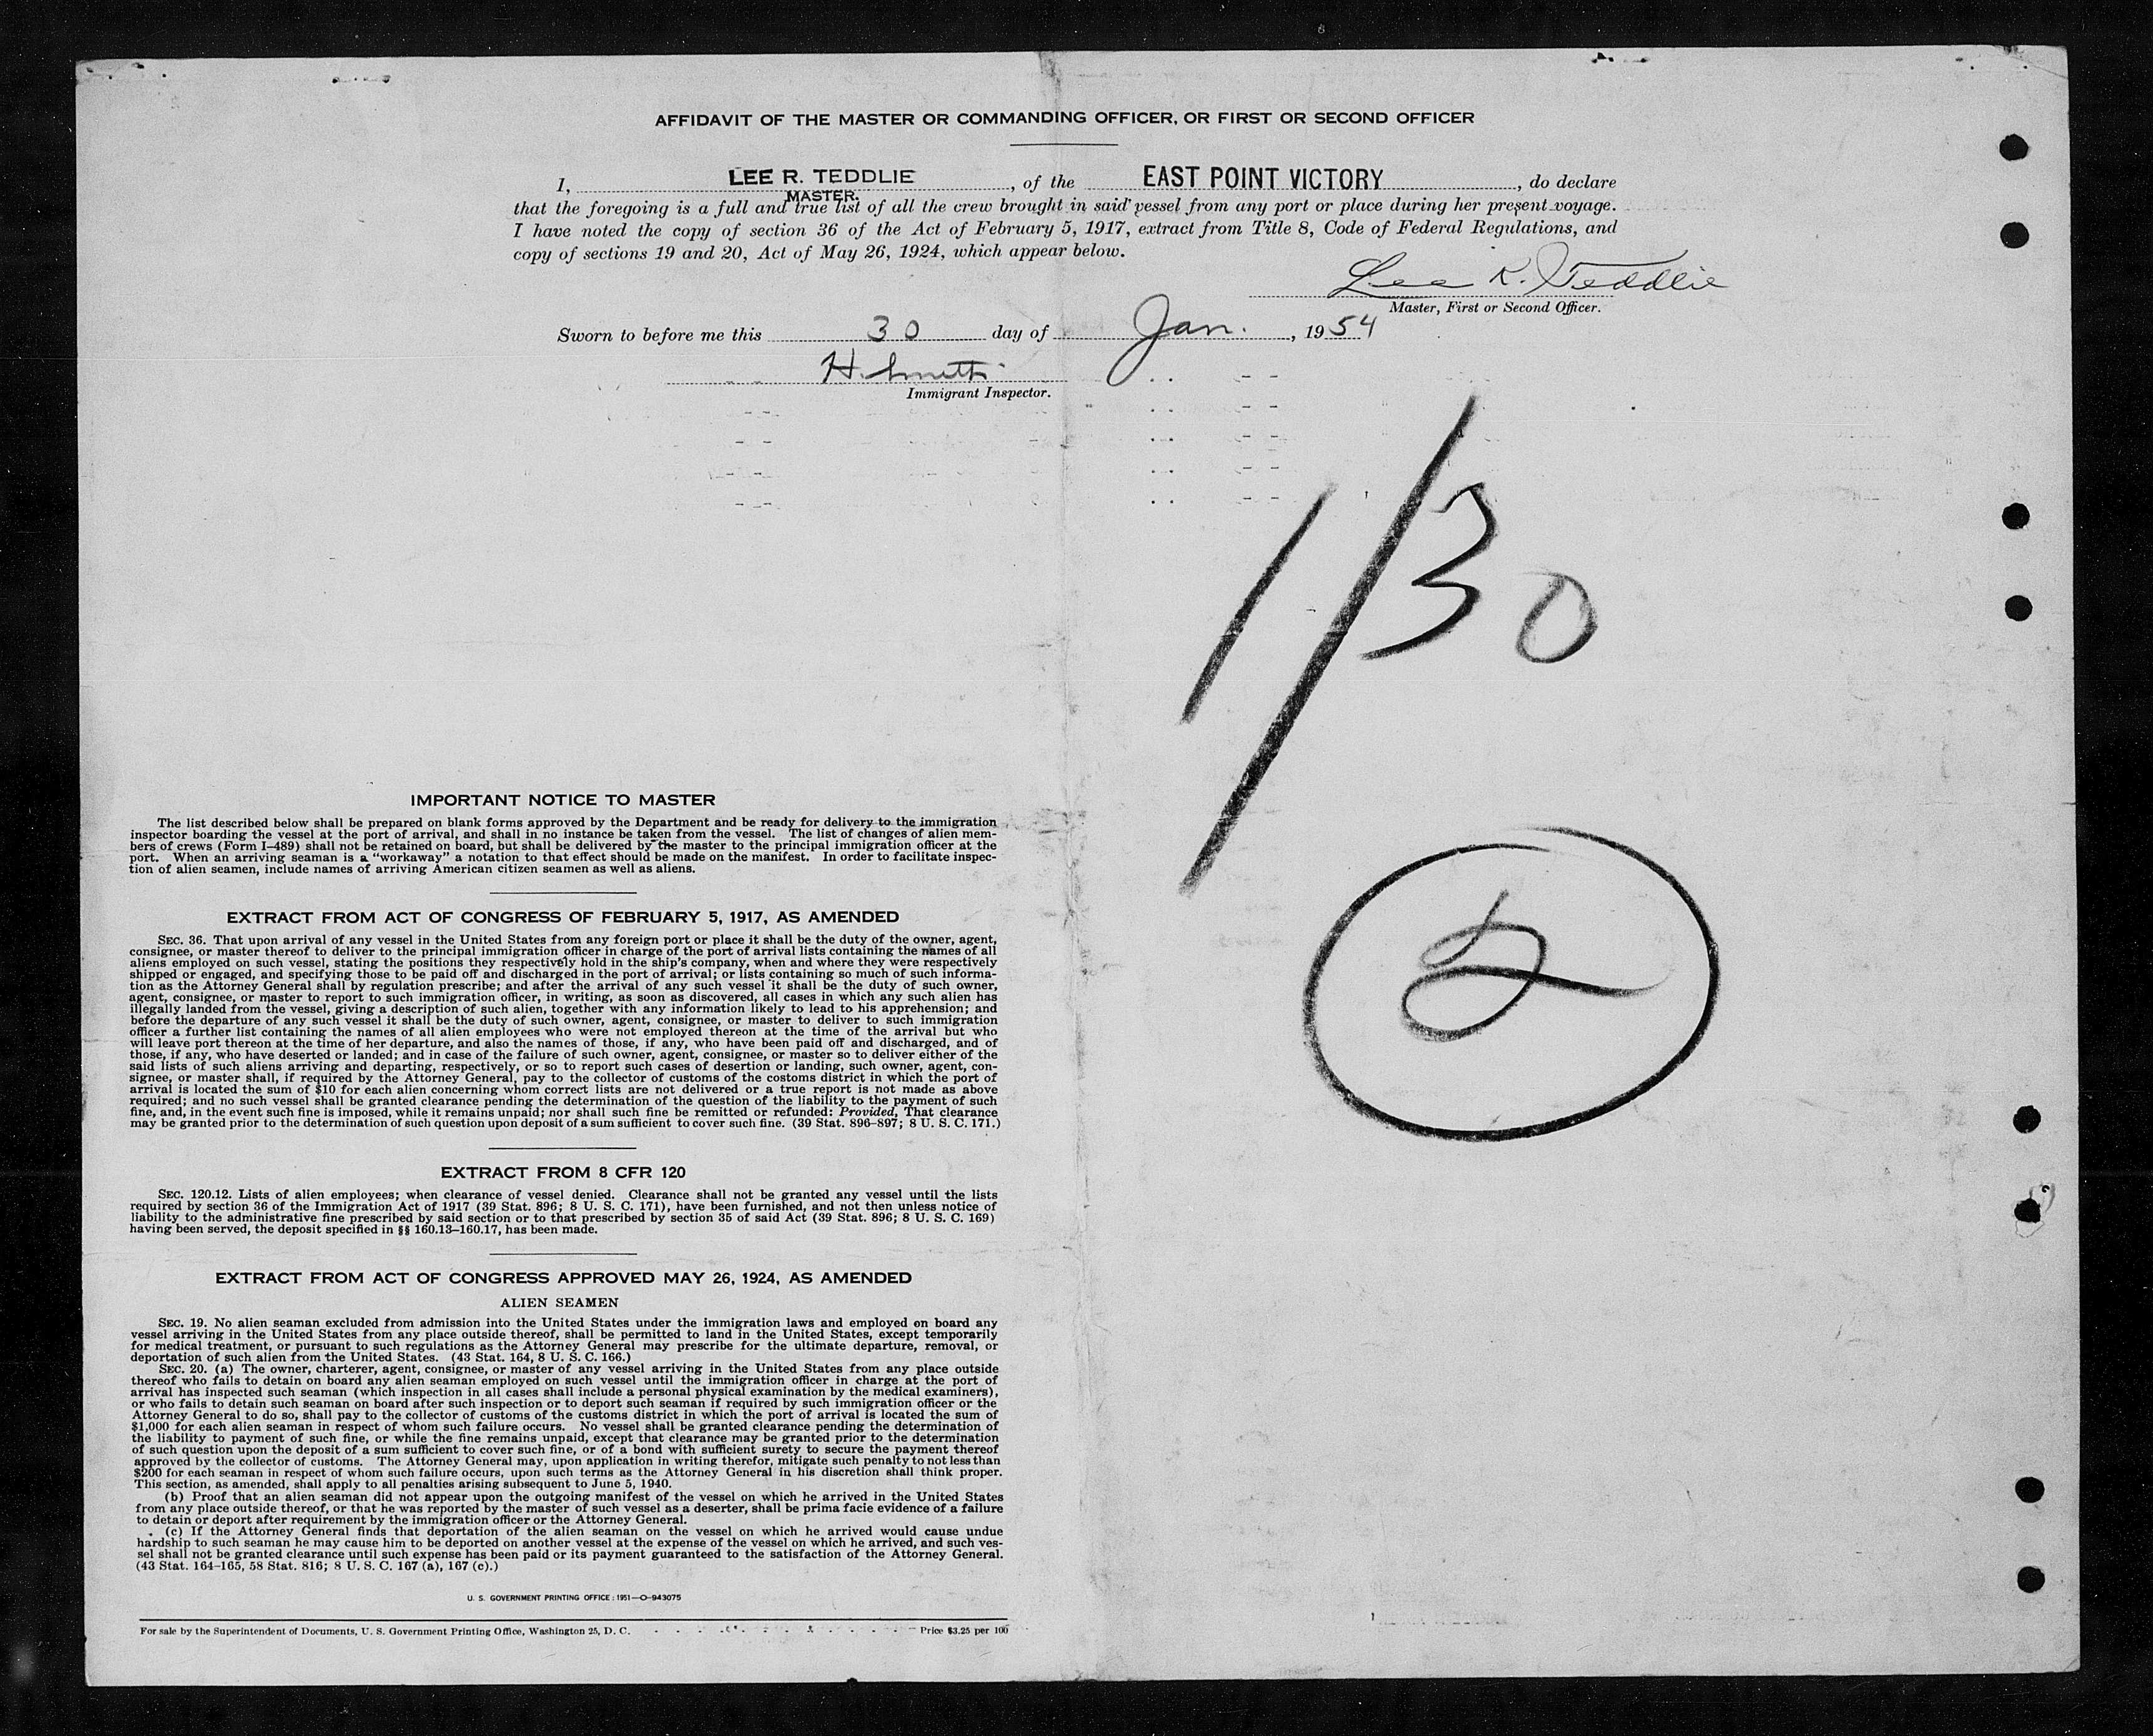 AFFIDAVIT OF THE MASTER OR COMMANDING OFFICER, OR FIRST OR SECOND OFFICER
I, LEE R. TEDDLIE, of the EAST POINT VICTORY, do declare
MASTER.
that the foregoing is a full and true list of all the crew brought in said vessel from any port or place during her present voyage.
I have noted the copy of section 36 of the Act of February 5, 1917, extract from Title 8, Code of Federal Regulations, and
copy of sections 19 and 20, Act of May 26, 1924, which appear below.
Lee R. Teddlie
Master, First or Second Officer.
Sworn to before me this 30 day of Jan., 1954
H. Smith
Immigrant Inspector.
1/30
2
IMPORTANT NOTICE TO MASTER
The list described below shall be prepared on blank forms approved by the Department and be ready for delivery to the immigration
inspector boarding the vessel at the port of arrival, and shall in no instance be taken from the vessel. The list of changes of alien mem-
bers of crews (Form I-489) shall not be retained on board, but shall be delivered by the master to the principal immigration officer at the
port. When an arriving seaman is a "workaway" a notation to that effect should be made on the manifest. In order to facilitate inspec-
tion of alien seamen, include names of arriving American citizen seamen as well as aliens.
EXTRACT FROM ACT OF CONGRESS OF FEBRUARY 5, 1917, AS AMENDED
SEC. 36. That upon arrival of any vessel in the United States from any foreign port or place it shall be the duty of the owner, agent,
consignee, or master thereof to deliver to the principal immigration officer in charge of the port of arrival lists containing the names of all
aliens employed on such vessel, stating the positions they respectively hold in the ship's company, when and where they were respectively
shipped or engaged, and specifying those to be paid off and discharged in the port of arrival; or lists containing so much of such informa-
tion as the Attorney General shall by regulation prescribe; and after the arrival of any such vessel it shall be the duty of such owner,
agent, consignee, or master to report to such immigration officer, in writing, as soon as discovered, all cases in which any such alien has
illegally landed from the vessel, giving a description of such alien, together with any information likely to lead to his apprehension; and
before the departure of any such vessel it shall be the duty of such owner, agent, consignee, or master to deliver to such immigration
officer a further list containing the names of all alien employees who were not employed thereon at the time of the arrival but who
will leave port thereon at the time of her departure, and also the names of those, if any, who have been paid off and discharged, and of
those, if any, who have deserted or landed; and in case of the failure of such owner, agent, consignee, or master so to deliver either of the
said lists of such aliens arriving and departing, respectively, or so to report such cases of desertion or landing, such owner, agent, con-
signee, or master shall, if required by the Attorney General, pay to the collector of customs of the costoms district in which the port of
arrival is located the sum of $10 for each alien concerning whom correct lists are not delivered or a true report is not made as above
required; and no such vessel shall be granted clearance pending the determination of the question of the liability to the payment of such
fine, and, in the event such fine is imposed, while it remains unpaid; nor shall such fine be remitted or refunded: Provided, That clearance
may be granted prior to the determination of such question upon deposit of a sum sufficient to cover such fine. (39 Stat. 896-897; 8 U. S. C. 171.)
EXTRACT FROM 8 CFR 120
SEC. 120.12. Lists of alien employees; when clearance of vessel denied. Clearance shall not be granted any vessel until the lists
required by section 36 of the Immigration Act of 1917 (39 Stat. 896; 8 U. S. C. 171), have been furnished, and not then unless notice of
liability to the administrative fine prescribed by said section or to that prescribed by section 35 of said Act (39 Stat. 896; 8 U. S. C. 169)
having been served, the deposit specified in §§ 160.13-160.17, has been made.
EXTRACT FROM ACT OF CONGRESS APPROVED MAY 26, 1924, AS AMENDED
ALIEN SEAMEN
SEC. 19. No alien seaman excluded from admission into the United States under the immigration laws and employed on board any
vessel arriving in the United States from any place outside thereof, shall be permitted to land in the United States, except temporarily
for medical treatment, or pursuant to such regulations as the Attorney General may prescribe for the ultimate departure, removal, or
deportation of such alien from the United States. (43 Stat. 164, 8 U. S. C. 166.)
SEC. 20. (a) The owner, charterer, agent, consignee, or master of any vessel arriving in the United States from any place outside
thereof who fails to detain on board any alien seaman employed on such vessel until the immigration officer in charge at the port of
arrival has inspected such seaman (which inspection in all cases shall include a personal physical examination by the medical examiners),
or who fails to detain such seaman on board after such inspection or to deport such seaman if required by such immigration officer or the
Attorney General to do so, shall pay to the collector of customs of the customs district in which the port of arrival is located the sum of
$1,000 for each alien seaman in respect of whom such failure occurs. No vessel shall be granted clearance pending the determination of
the liability to payment of such fine, or while the fine remains unpaid, except that clearance may be granted prior to the determination
of such question upon the deposit of a sum sufficient to cover such fine, or of a bond with sufficient surety to secure the payment thereof
approved by the collector of customs. The Attorney General may, upon application in writing therefor, mitigate such penalty to not less than
$200 for each seaman in respect of whom such failure occurs, upon such terms as the Attorney General in his discretion shall think proper.
This section, as amended, shall apply to all penalties arising subsequent to June 5, 1940.
(b) Proof that an alien seaman did not appear upon the outgoing manifest of the vessel on which he arrived in the United States
from any place outside thereof, or that he was reported by the master of such vessel as a deserter, shall be prima facie evidence of a failure
to detain or deport after requirement by the immigration officer or the Attorney General.
(c) If the Attorney General finds that deportation of the alien seaman on the vessel on which he arrived would cause undue
hardship to such seaman he may cause him to be deported on another vessel at the expense of the vessel on which he arrived, and such ves-
sel shall not be granted clearance until such expense has been paid or its payment guaranteed to the satisfaction of the Attorney General.
(43 Stat. 164-165, 58 Stat. 816; 8 U. S. C. 167 (a), 167 (c).)
U. S. GOVERNMENT PRINTING OFFICE : 1951—O-943075
For sale by the Superintendent of Documents, U. S. Government Printing Office, Washington 25, D. C. - - - - - - - - - - - Price $3.25 per 100